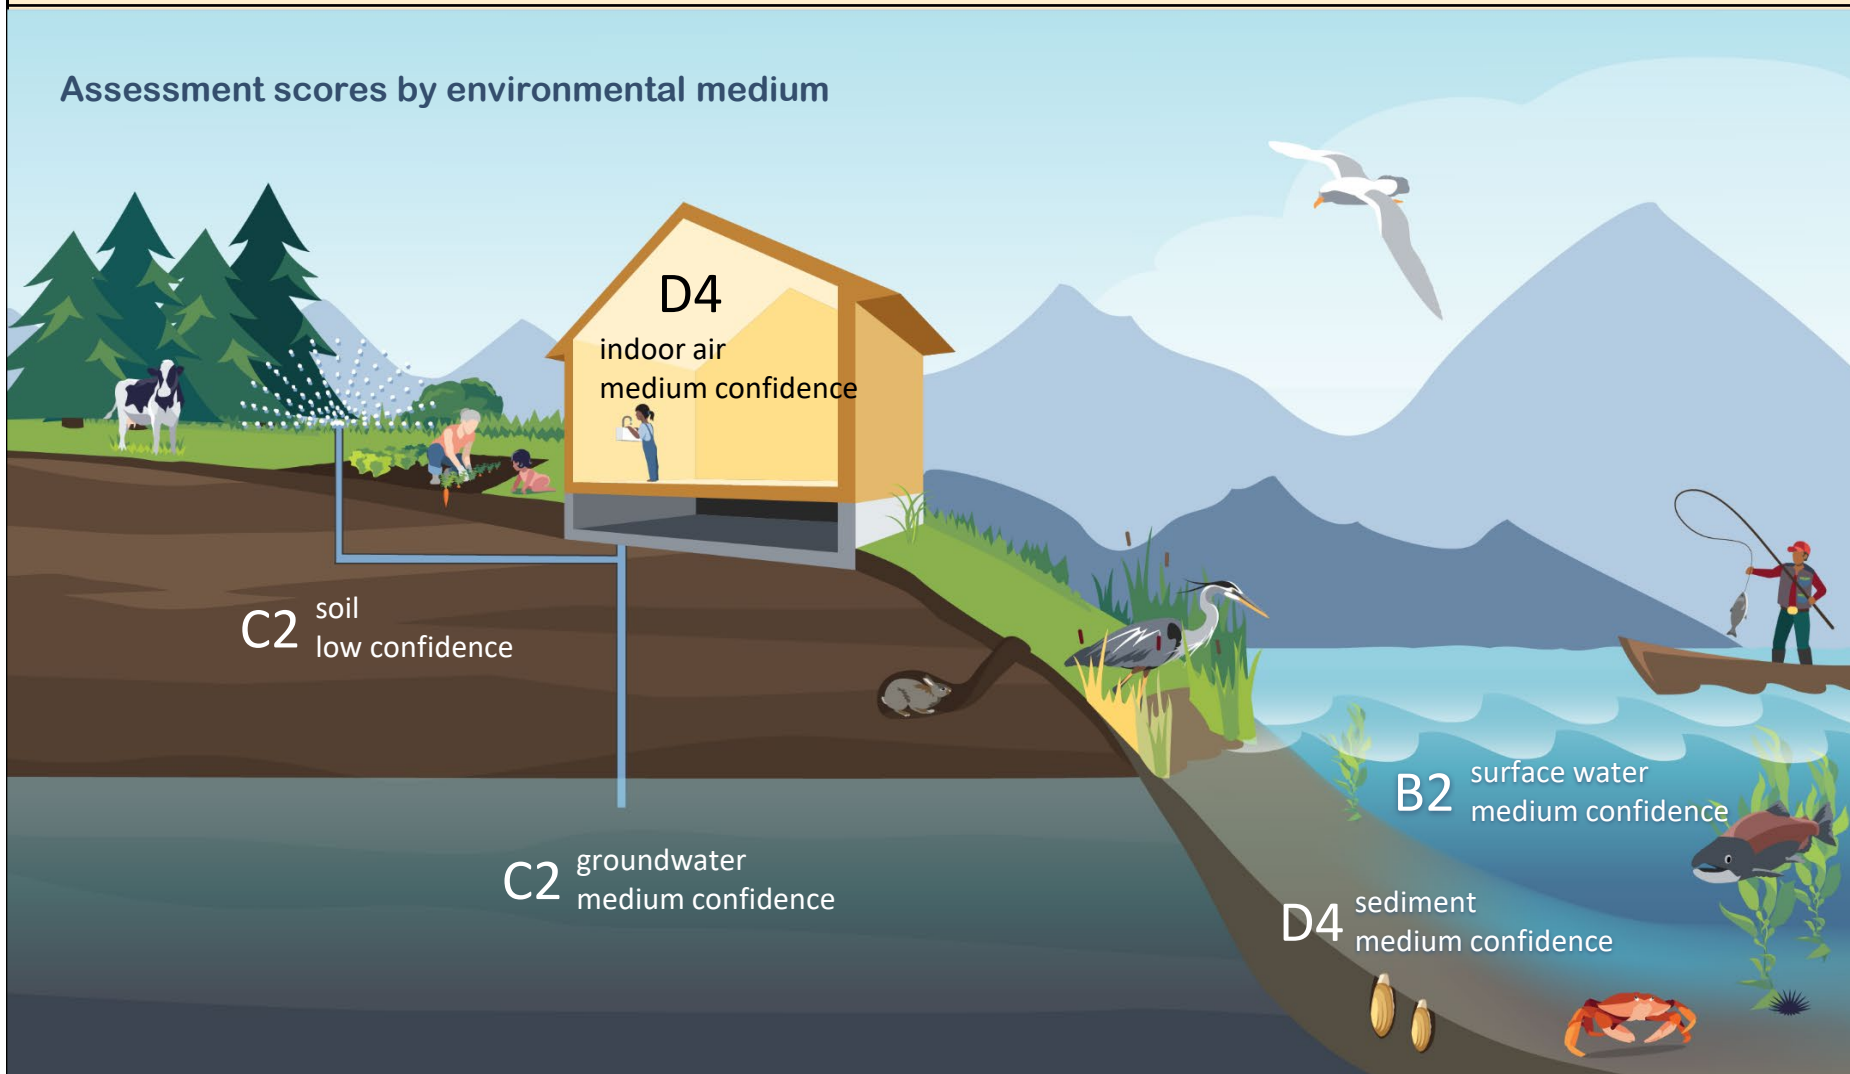 Assessment scores by environmental medium
D4
indoor air
medium confidence
C2
soil
low confidence
B2
surface water
medium confidence
C2
groundwater
medium confidence
D4
sediment
medium confidence